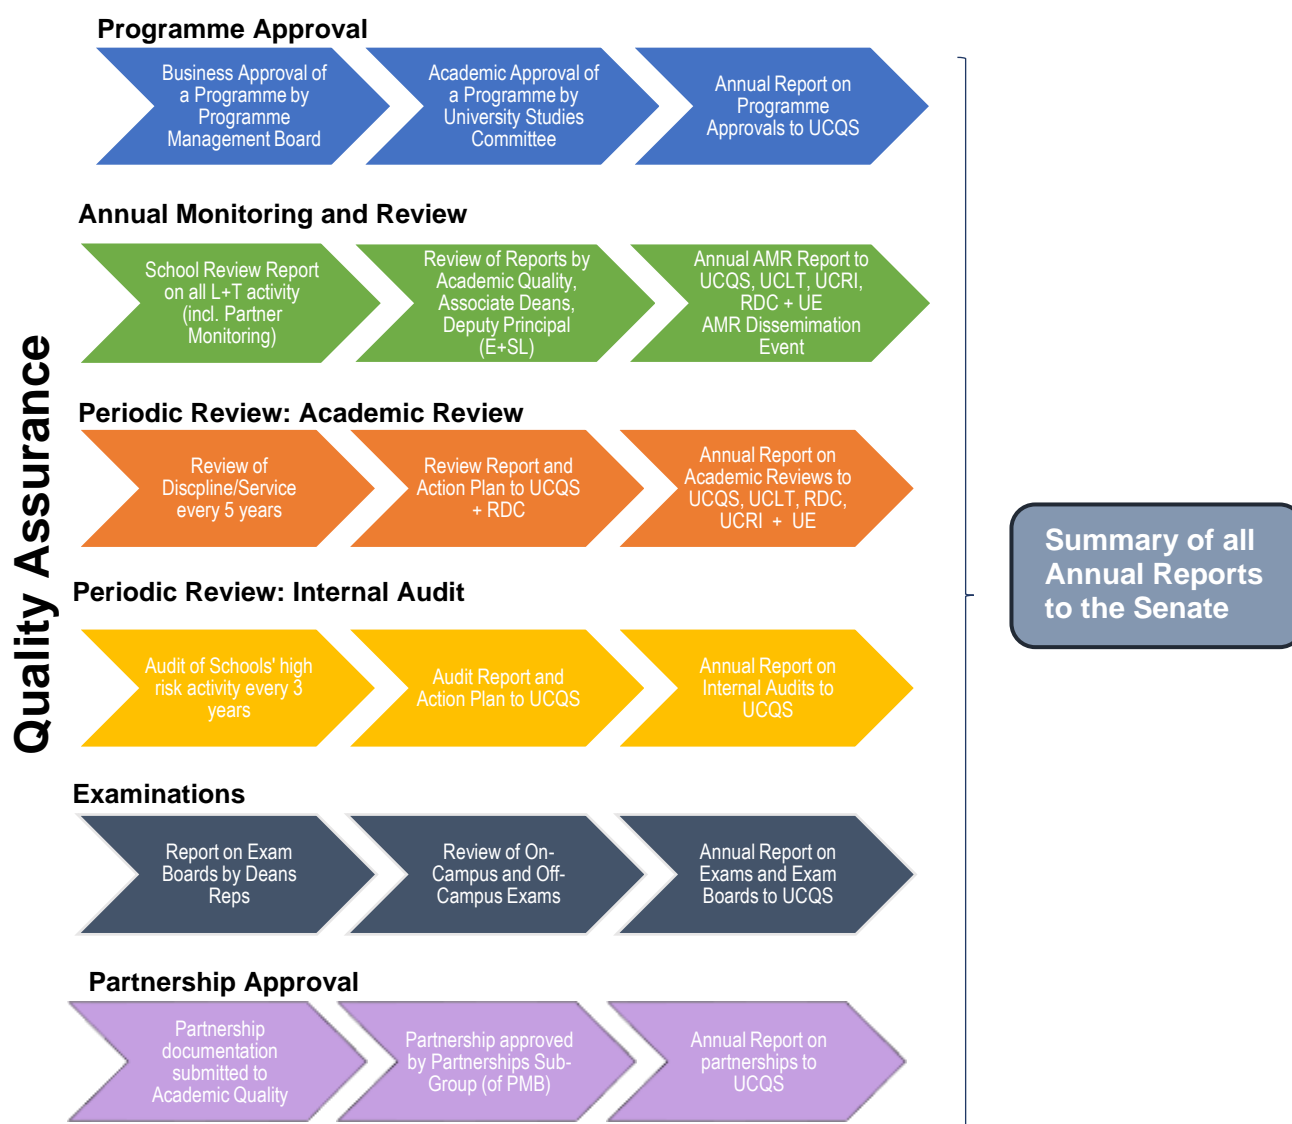 Quality Assurance
Programme Approval
Business Approval of
a Programme by
Programme
Management Board
Academic Approval of
a Programme by
University Studies
Committee
Annual Report on
Programme
Approvals to UCQS
Annual Monitoring and Review
School Review Report
on all L+T activity
(incl. Partner
Monitoring)
Review of Reports by
Academic Quality,
Associate Deans,
Deputy Principal
(E+SL)
Annual AMR Report to
UCQS, UCLT, UCRI,
RDC + UE
AMR Dissemimation
Event
Periodic Review: Academic Review
Review of
Discpline/Service
every 5 years
Review Report and
Action Plan to UCQS
+ RDC
Annual Report on
Academic Reviews to
UCQS, UCLT, RDC,
UCRI + UE
Periodic Review: Internal Audit
Audit of Schools' high
risk activity every 3
years
Audit Report and
Action Plan to UCQS
Annual Report on
Internal Audits to
UCQS
Examinations
Report on Exam
Boards by Deans
Reps
Review of On-
Campus and Off-
Campus Exams
Annual Report on
Exams and Exam
Boards to UCQS
Partnership Approval
Partnership
documentation
submitted to
Academic Quality
Partnership approved
by Partnerships Sub-
Group (of PMB)
Annual Report on
partnerships to
UCQS
Summary of all
Annual Reports
to the Senate